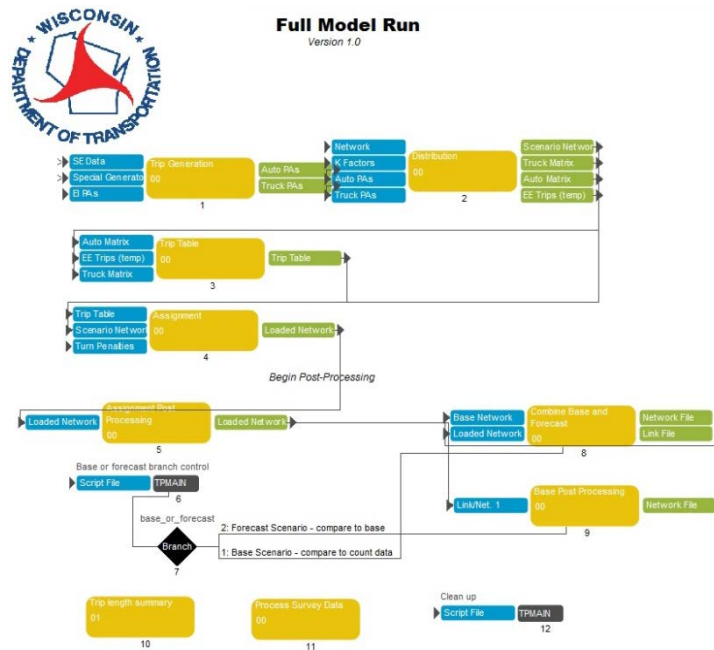 WISCONSIN
DEPARTMENT OF TRANSPORTATION
Full Model Run
Version 1.0
SE Data
Special Generato
EI PAs
Trip Generation
00
Auto PAs
Truck PAs
1
Network
K Factors
Auto PAs
Truck PAs
Distribution
00
Scenario Networ
Truck Matrix
Auto Matrix
EE Trips (temp)
2
Auto Matrix
EE Trips (temp)
Truck Matrix
Trip Table
00
Trip Table
3
Trip Table
Scenario Networ
Turn Penalties
Assignment
00
Loaded Network
4
Begin Post-Processing
Loaded Network
Assignment Post
Processing
00
Loaded Network
5
Base Network
Loaded Network
Combine Base and
Forecast
00
Network File
Link File
8
Base or forecast branch control
Script File
TPMAIN
6
Link/Net. 1
Base Post Processing
00
Network File
9
base_or_forecast
Branch
7
2: Forecast Scenario - compare to base
1: Base Scenario - compare to count data
Trip length summary
01
10
Process Survey Data
00
11
Clean up
Script File
TPMAIN
12